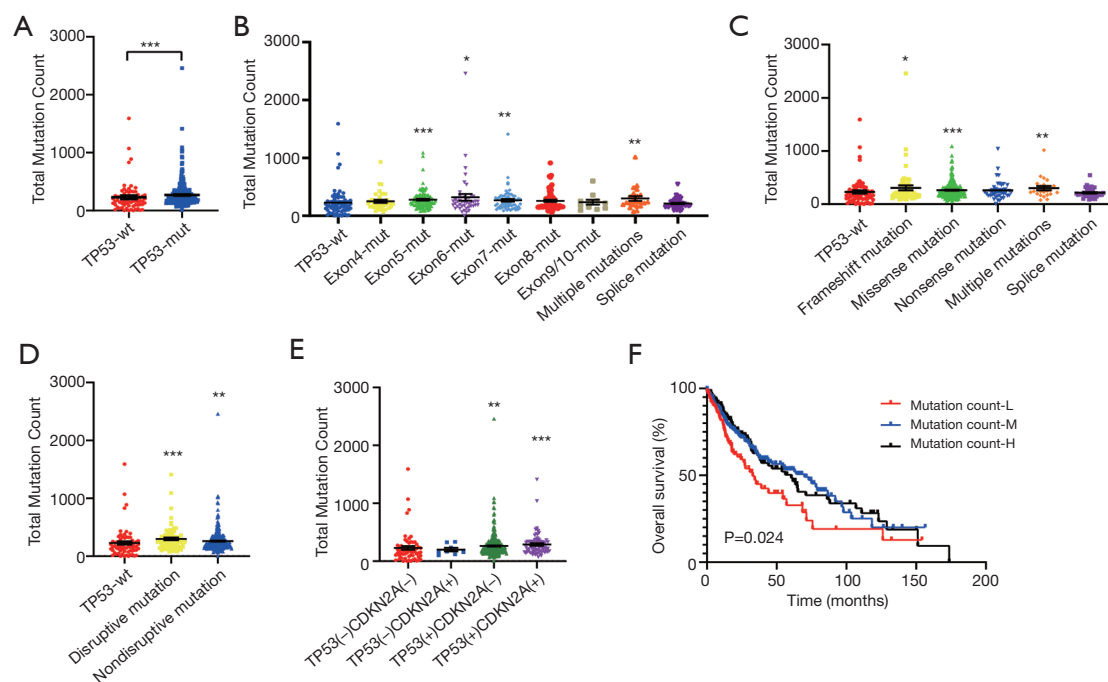 A
3000
2000
1000
0
Total Mutation Count
***
TP53-wt
TP53-mut
B
3000
2000
1000
0
Total Mutation Count
***
*
**
**
TP53-wt
Exon4-mut
Exon5-mut
Exon6-mut
Exon7-mut
Exon8-mut
Exon9/10-mut
Multiple mutations
Splice mutation
C
3000
2000
1000
0
Total Mutation Count
*
***
**
TP53-wt
Frameshift mutation
Missense mutation
Nonsense mutation
Multiple mutations
Splice mutation
D
3000
2000
1000
0
Total Mutation Count
***
**
TP53-wt
Disruptive mutation
Nondisruptive mutation
E
3000
2000
1000
0
Total Mutation Count
**
***
TP53(−)CDKN2A(−)
TP53(−)CDKN2A(+)
TP53(+)CDKN2A(−)
TP53(+)CDKN2A(+)
F
100
50
0
Overall survival (%)
Mutation count-L
Mutation count-M
Mutation count-H
P=0.024
0 50 100 150 200
Time (months)